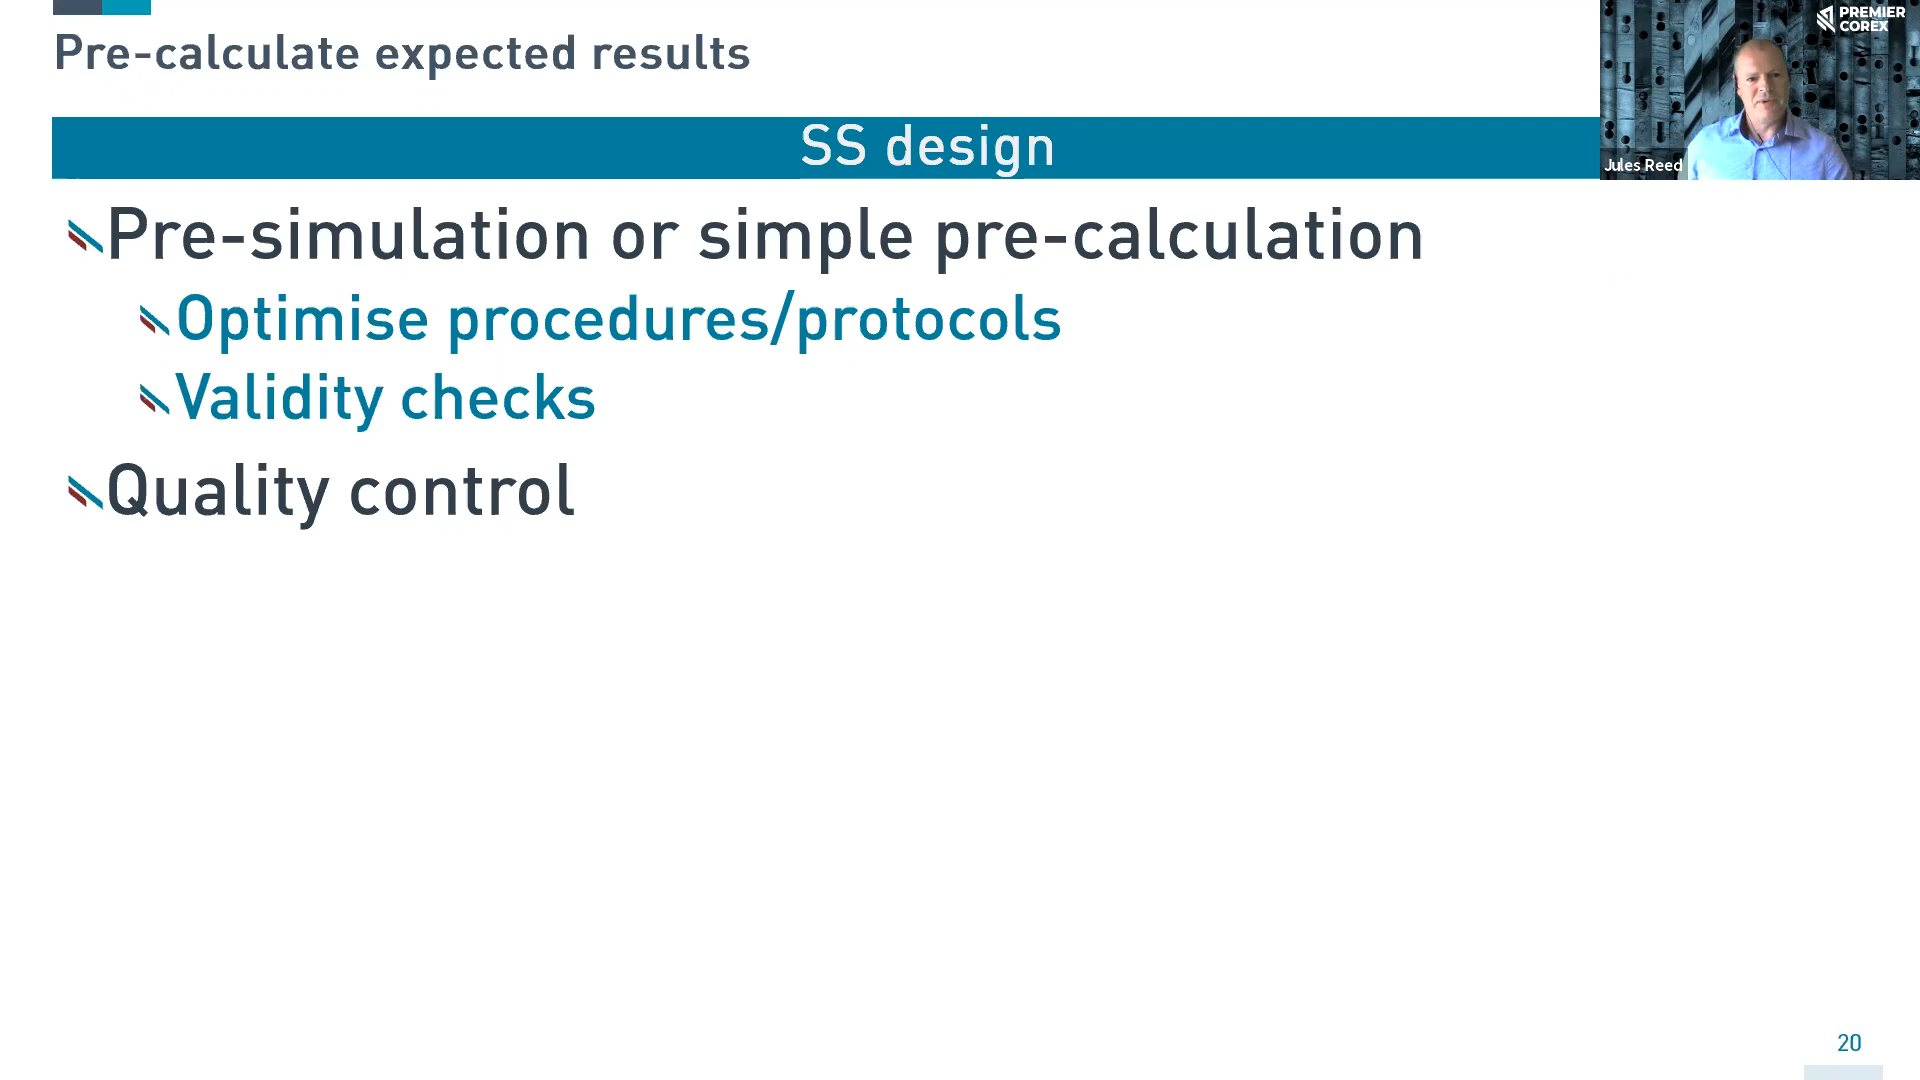 Pre-calculate expected results
PREMIER
COREX
SS design
Jules Reed
Pre-simulation or simple pre-calculation
Optimise procedures/protocols
Validity checks
Quality control
20